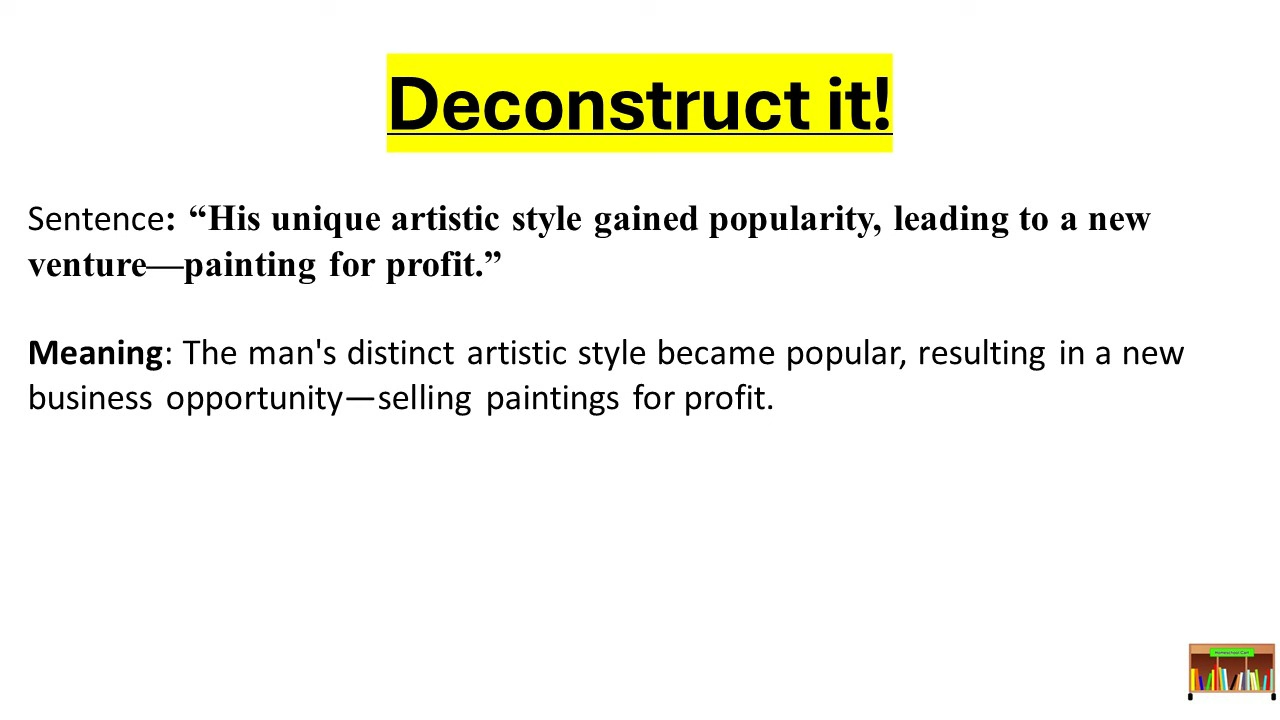 Deconstruct it!
Sentence: “His unique artistic style gained popularity, leading to a new
venture—painting for profit.”
Meaning: The man's distinct artistic style became popular, resulting in a new
business opportunity—selling paintings for profit.